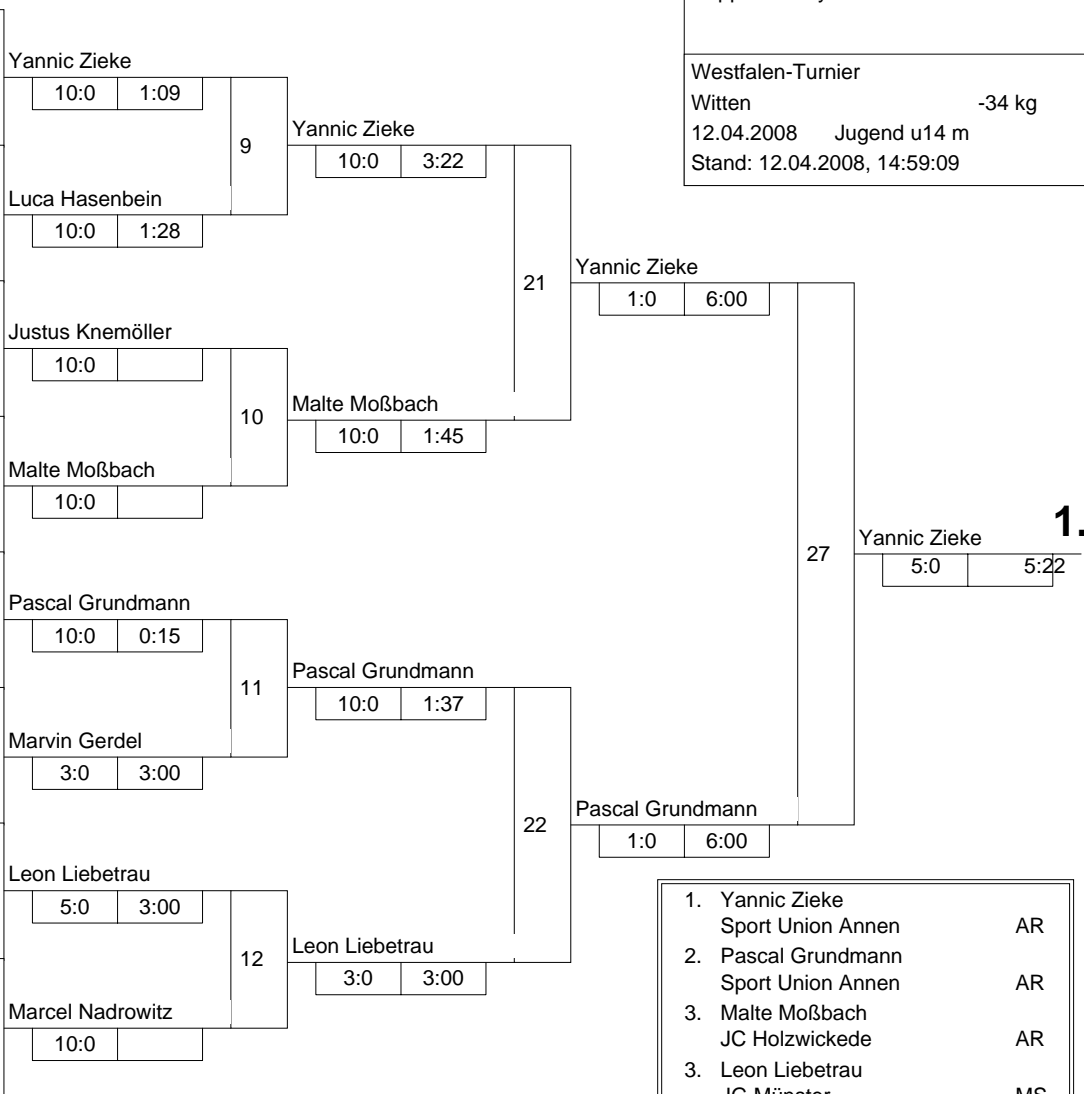 Westfalen-Turnier
Witten -34 kg
12.04.2008 Jugend u14 m
Stand: 12.04.2008, 14:59:09
Yannic Zieke
10:0 1:09
9
Luca Hasenbein
10:0 1:28
Yannic Zieke
10:0 3:22
21
Justus Knemöller
10:0
10
Malte Moßbach
10:0
Malte Moßbach
10:0 1:45
Yannic Zieke
1:0 6:00
27
Pascal Grundmann
10:0 0:15
11
Marvin Gerdel
3:0 3:00
Pascal Grundmann
10:0 1:37
22
Leon Liebetrau
5:0 3:00
12
Marcel Nadrowitz
10:0
Leon Liebetrau
3:0 3:00
Pascal Grundmann
1:0 6:00
Yannic Zieke 1.
5:0 5:22
1. Yannic Zieke
Sport Union Annen AR
2. Pascal Grundmann
Sport Union Annen AR
3. Malte Moßbach
JC Holzwickede AR
3. Leon Liebetrau
JC Münster MS